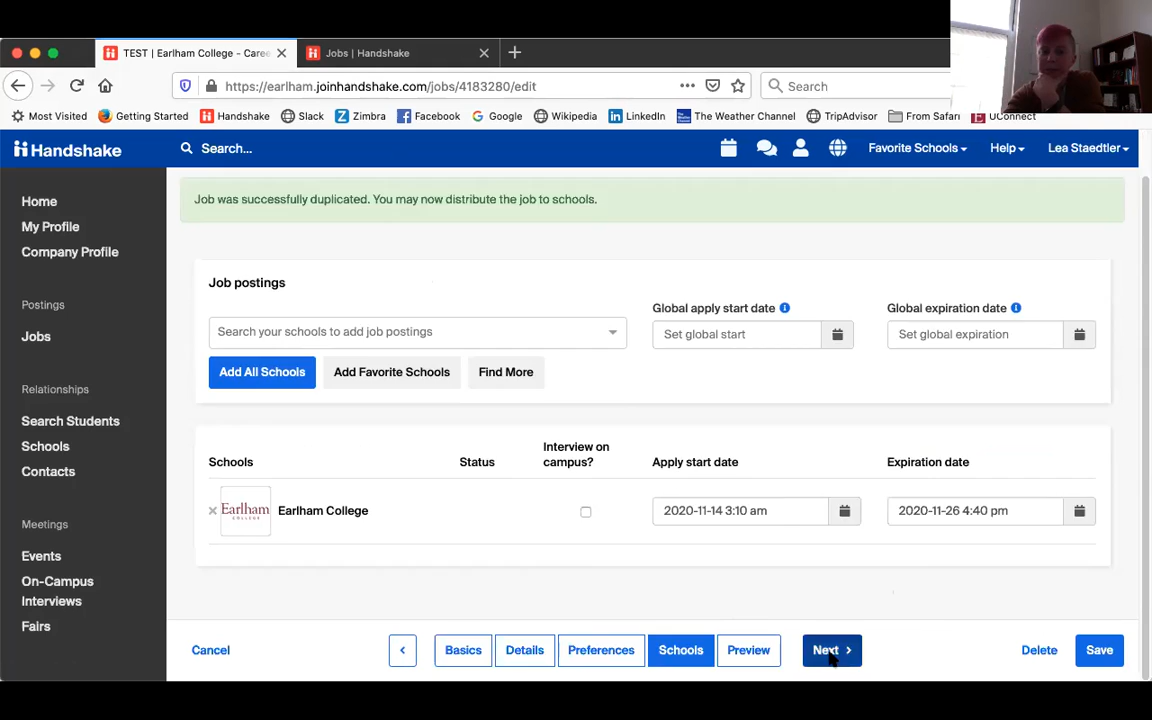 TEST | Earlham College - Caree
Jobs | Handshake
https://earlham.joinhandshake.com/jobs/4183280/edit
Search
Most Visited
Getting Started
Handshake
Slack
Zimbra
Facebook
Google
Wikipedia
LinkedIn
The Weather Channel
TripAdvisor
From Safari
UConnect
Handshake
Search...
Favorite Schools
Help
Lea Staedtler
Home
My Profile
Company Profile
Postings
Jobs
Relationships
Search Students
Schools
Contacts
Meetings
Events
On-Campus
Interviews
Fairs
Job was successfully duplicated. You may now distribute the job to schools.
Job postings
Global apply start date
Global expiration date
Search your schools to add job postings
Set global start
Set global expiration
Add All Schools
Add Favorite Schools
Find More
Schools
Status
Interview on
campus?
Apply start date
Expiration date
Earlham
COLLEGE
Earlham College
2020-11-14 3:10 am
2020-11-26 4:40 pm
Cancel
Basics
Details
Preferences
Schools
Preview
Next
Delete
Save